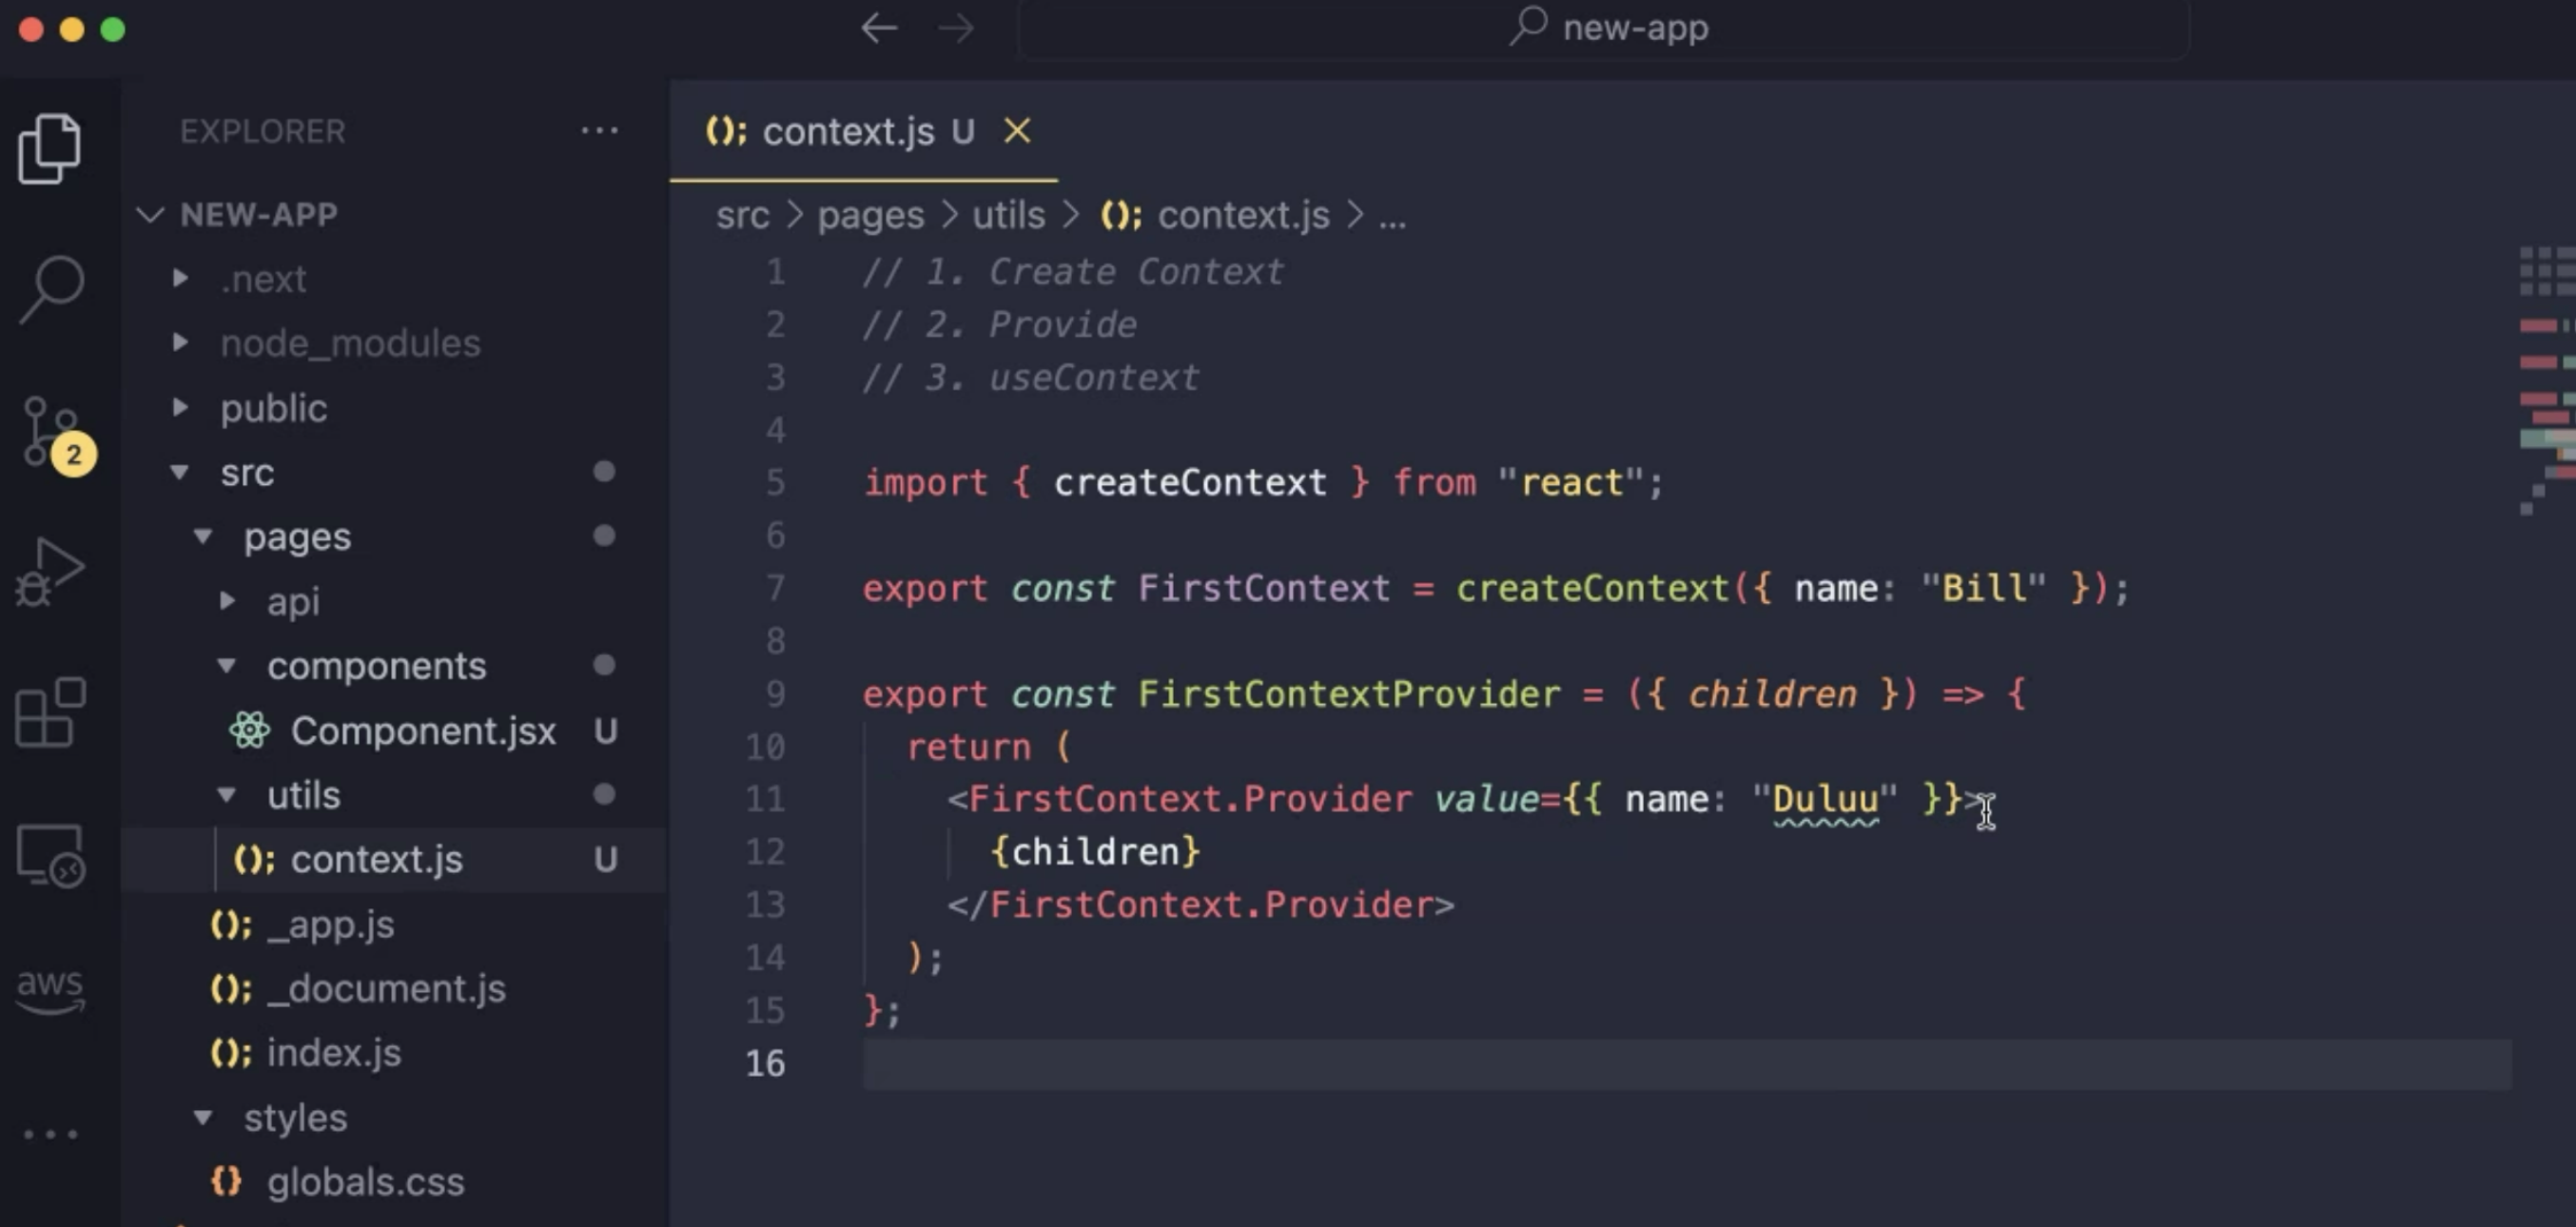 new-app
EXPLORER ...
NEW-APP
.next
node_modules
public
src
pages
api
components
Component.jsx U
utils
context.js U
_app.js
_document.js
index.js
styles
globals.css
2
aws
context.js U
src > pages > utils > context.js > ...
1 // 1. Create Context
2 // 2. Provide
3 // 3. useContext
4
5 import { createContext } from "react";
6
7 export const FirstContext = createContext({ name: "Bill" });
8
9 export const FirstContextProvider = ({ children }) => {
10 return (
11 <FirstContext.Provider value={{ name: "Duluu" }}>
12 {children}
13 </FirstContext.Provider>
14 );
15 };
16